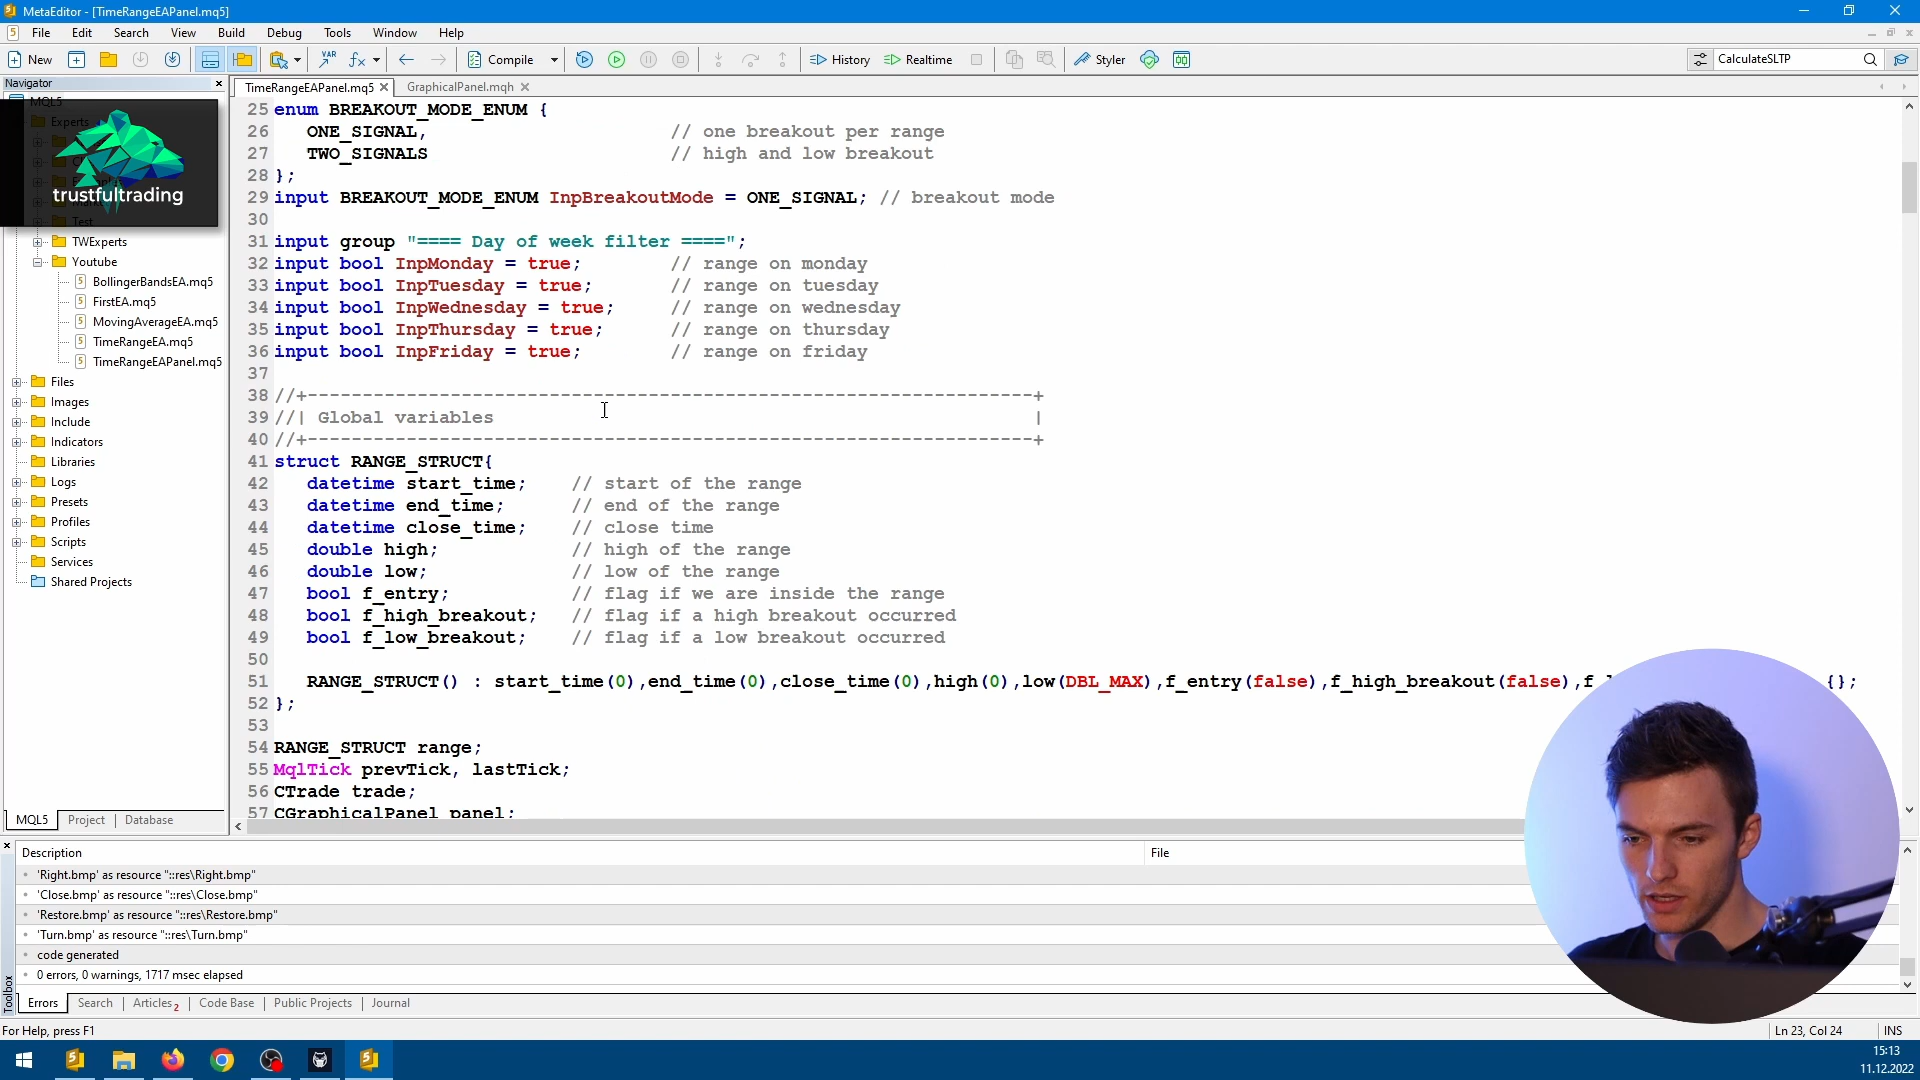 MetaEditor - [TimeRangeEAPanel.mq5]
File Edit Search View Build Debug Tools Window Help
New Compile History Realtime Styler CalculateSLTP
Navigator
TimeRangeEAPanel.mq5 GraphicalPanel.mqh
MQL5
Experts
trustfultrading
Test
TWExperts
Youtube
BollingerBandsEA.mq5
FirstEA.mq5
MovingAverageEA.mq5
TimeRangeEA.mq5
TimeRangeEAPanel.mq5
Files
Images
Include
Indicators
Libraries
Logs
Presets
Profiles
Scripts
Services
Shared Projects
MQL5 Project Database
25 enum BREAKOUT_MODE_ENUM {
26 ONE_SIGNAL, // one breakout per range
27 TWO_SIGNALS // high and low breakout
28 };
29 input BREAKOUT_MODE_ENUM InpBreakoutMode = ONE_SIGNAL; // breakout mode
30
31 input group "==== Day of week filter ====";
32 input bool InpMonday = true; // range on monday
33 input bool InpTuesday = true; // range on tuesday
34 input bool InpWednesday = true; // range on wednesday
35 input bool InpThursday = true; // range on thursday
36 input bool InpFriday = true; // range on friday
37
38 //+------------------------------------------------------------------+
39 //| Global variables |
40 //+------------------------------------------------------------------+
41 struct RANGE_STRUCT{
42 datetime start_time; // start of the range
43 datetime end_time; // end of the range
44 datetime close_time; // close time
45 double high; // high of the range
46 double low; // low of the range
47 bool f_entry; // flag if we are inside the range
48 bool f_high_breakout; // flag if a high breakout occurred
49 bool f_low_breakout; // flag if a low breakout occurred
50
51 RANGE_STRUCT() : start_time(0),end_time(0),close_time(0),high(0),low(DBL_MAX),f_entry(false),f_high_breakout(false),f_ {};
52 };
53
54 RANGE_STRUCT range;
55 MqlTick prevTick, lastTick;
56 CTrade trade;
57 CGraphicalPanel panel;
Description File
'Right.bmp' as resource "::res\Right.bmp"
'Close.bmp' as resource "::res\Close.bmp"
'Restore.bmp' as resource "::res\Restore.bmp"
'Turn.bmp' as resource "::res\Turn.bmp"
code generated
0 errors, 0 warnings, 1717 msec elapsed
Toolbox
Errors Search Articles 2 Code Base Public Projects Journal
For Help, press F1 Ln 23, Col 24 INS
15:13
11.12.2022